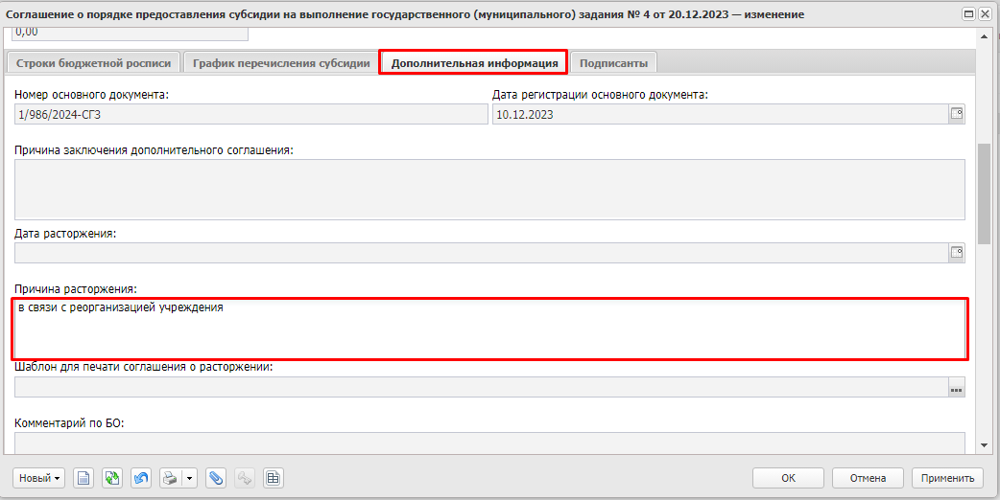 Соглашение о порядке предоставления субсидии на выполнение государственного (муниципального) задания № 4 от 20.12.2023 — изменение
0,00
Строки бюджетной росписи График перечисления субсидии Дополнительная информация Подписанты
Номер основного документа: Дата регистрации основного документа:
1/986/2024-СГЗ 10.12.2023
Причина заключения дополнительного соглашения:
Дата расторжения:
Причина расторжения:
в связи с реорганизацией учреждения
Шаблон для печати соглашения о расторжении:
Комментарий по БО:
Новый ОК Отмена Применить